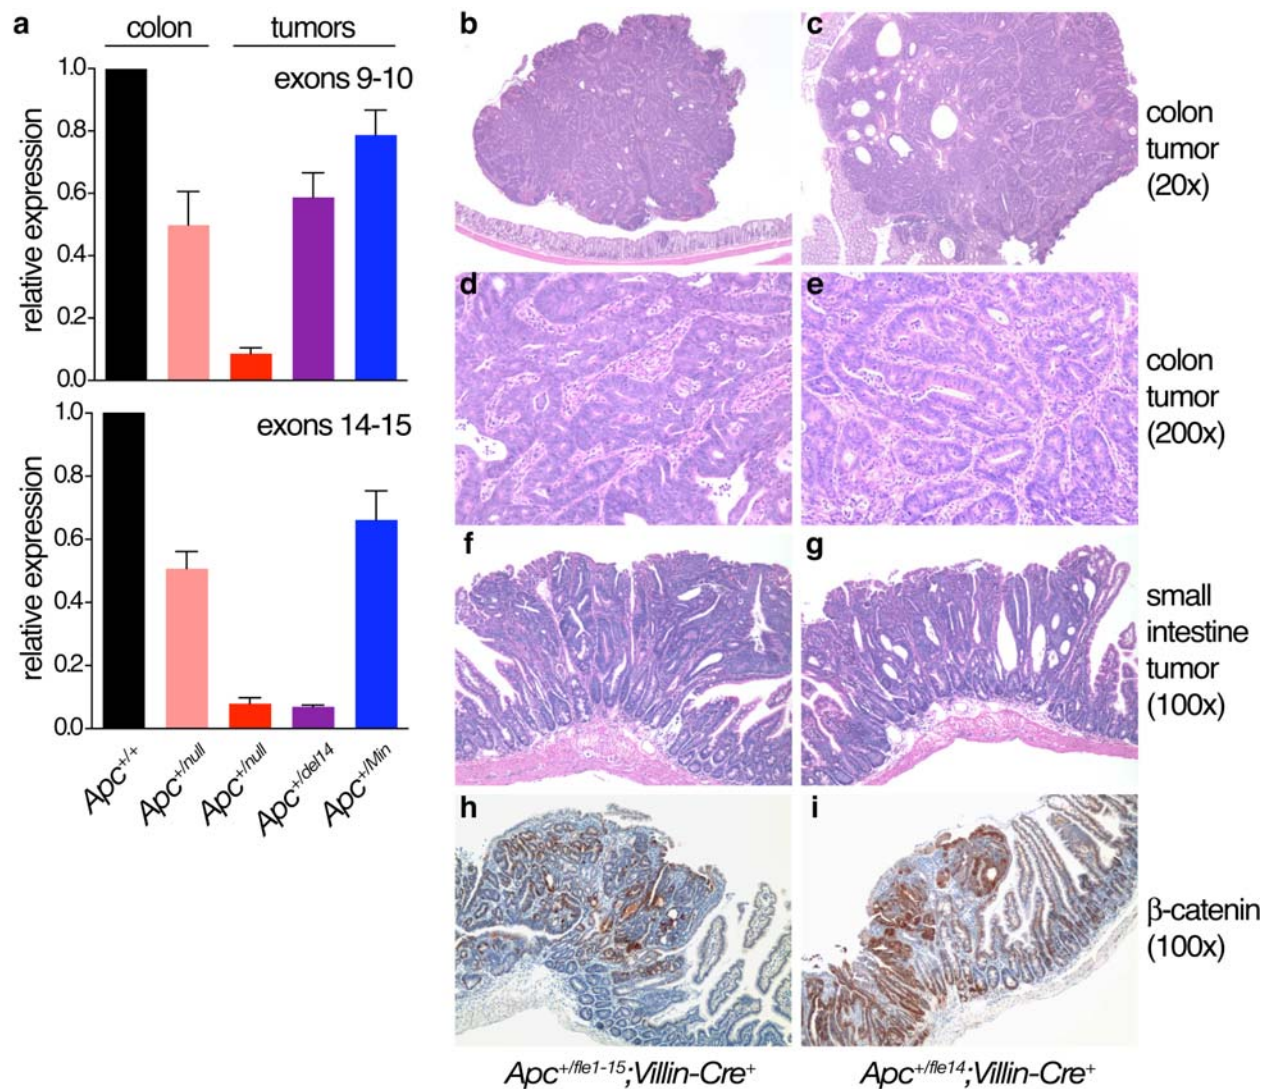 a
colon tumors
1.0
exons 9-10
0.8
0.6
0.4
0.2
0.0
relative expression
1.0
exons 14-15
0.8
0.6
0.4
0.2
0.0
relative expression
Apc+/+
Apc+/null
Apc+/null
Apc+/del14
Apc+/Min
b
c
colon
tumor
(20x)
d
e
colon
tumor
(200x)
f
g
small
intestine
tumor
(100x)
h
i
β-catenin
(100x)
Apc+/fle1-15;Villin-Cre+
Apc+/fle14;Villin-Cre+